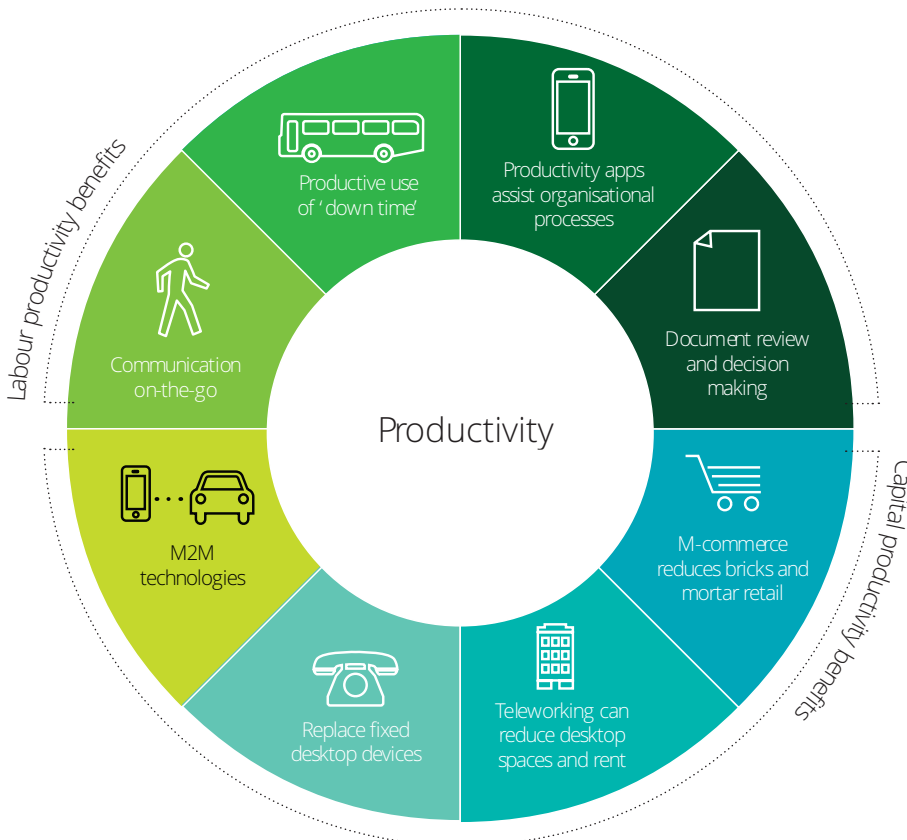 Labour productivity benefits
Productive use
of ‘down time’
Productivity apps
assist organisational
processes
Communication
on-the-go
Document review
and decision
making
Productivity
M2M
technologies
M-commerce
reduces bricks and
mortar retail
Replace fixed
desktop devices
Teleworking can
reduce desktop
spaces and rent
Capital productivity benefits